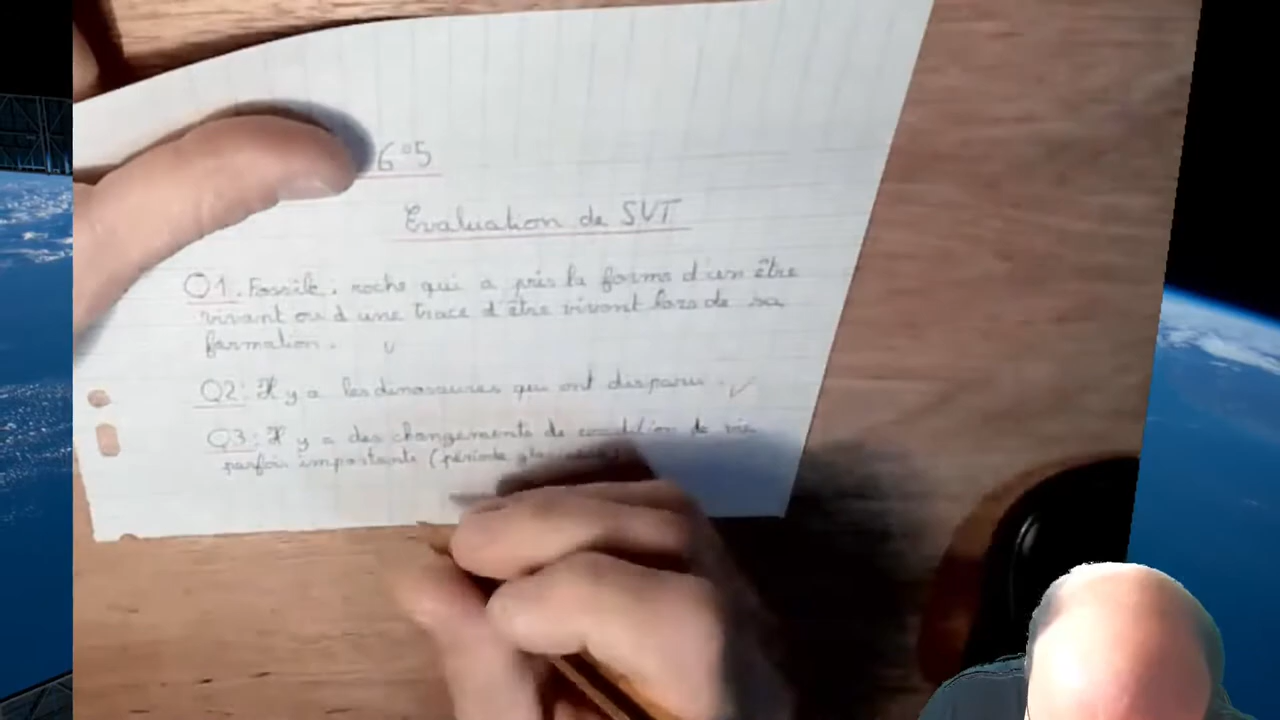 6°5
Evaluation de SVT
Q1. Fossile. roche qui a pris la forme d'un être
vivant ou d'une trace d'être vivant lors de sa
formation.
Q2: Il y a les dinosaures qui ont disparu.
Q3: Il y a des changements de condition de vie
parfois importants (période